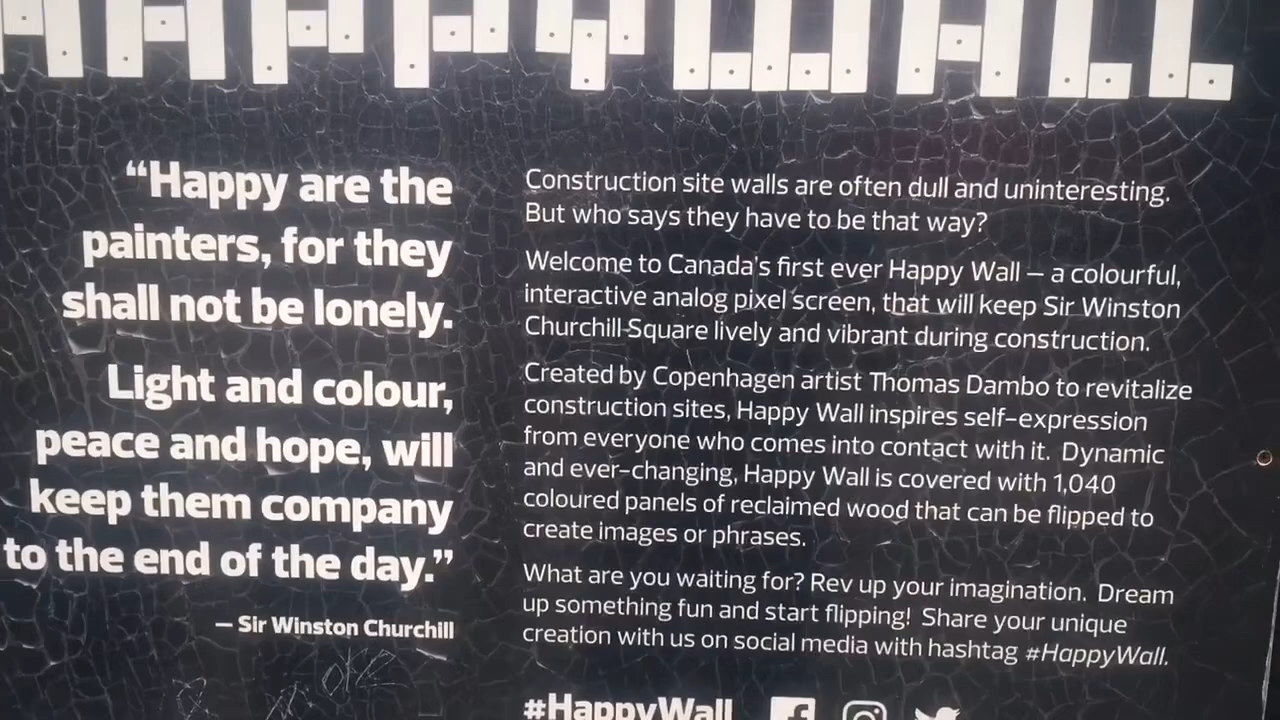 HAPPY WALL
“Happy are the
painters, for they
shall not be lonely.
Light and colour,
peace and hope, will
keep them company
to the end of the day.”
— Sir Winston Churchill
Construction site walls are often dull and uninteresting.
But who says they have to be that way?
Welcome to Canada's first ever Happy Wall — a colourful,
interactive analog pixel screen, that will keep Sir Winston
Churchill Square lively and vibrant during construction.
Created by Copenhagen artist Thomas Dambo to revitalize
construction sites, Happy Wall inspires self-expression
from everyone who comes into contact with it. Dynamic
and ever-changing, Happy Wall is covered with 1,040
coloured panels of reclaimed wood that can be flipped to
create images or phrases.
What are you waiting for? Rev up your imagination. Dream
up something fun and start flipping! Share your unique
creation with us on social media with hashtag #HappyWall.
#HappyWall